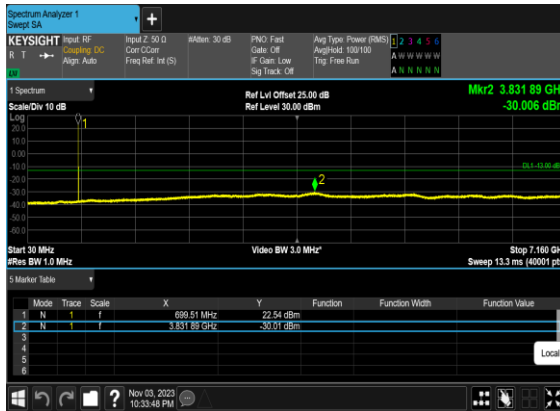 Spectrum Analyzer 1
Swept SA
KEYSIGHT
R T
LXI
Input: RF
Coupling: DC
Align: Auto
Input Z: 50 Ω
Corr CCorr
Freq Ref: Int (S)
#Atten: 30 dB
PNO: Fast
Gate: Off
IF Gain: Low
Sig Track: Off
Avg Type: Power (RMS)
Avg|Hold: 100/100
Trig: Free Run
1 2 3 4 5 6
A W W W W W
A N N N N N
1 Spectrum
Scale/Div 10 dB
Ref Lvl Offset 25.00 dB
Ref Level 30.00 dBm
Mkr2 3.831 89 GH
-30.006 dB
Log
20.0
10.0
0.00
-10.0
-20.0
-30.0
-40.0
-50.0
-60.0
1
2
DL1 -13.00 dB
Start 30 MHz
#Res BW 1.0 MHz
Video BW 3.0 MHz*
Stop 7.160 GH
Sweep 13.3 ms (40001 pt
5 Marker Table
Mode Trace Scale X Y Function Function Width Function Value
1 N 1 f 699.51 MHz 22.54 dBm
2 N 1 f 3.831 89 GHz -30.01 dBm
3
4
5
6
Local
?
Nov 03, 2023
10:33:48 PM